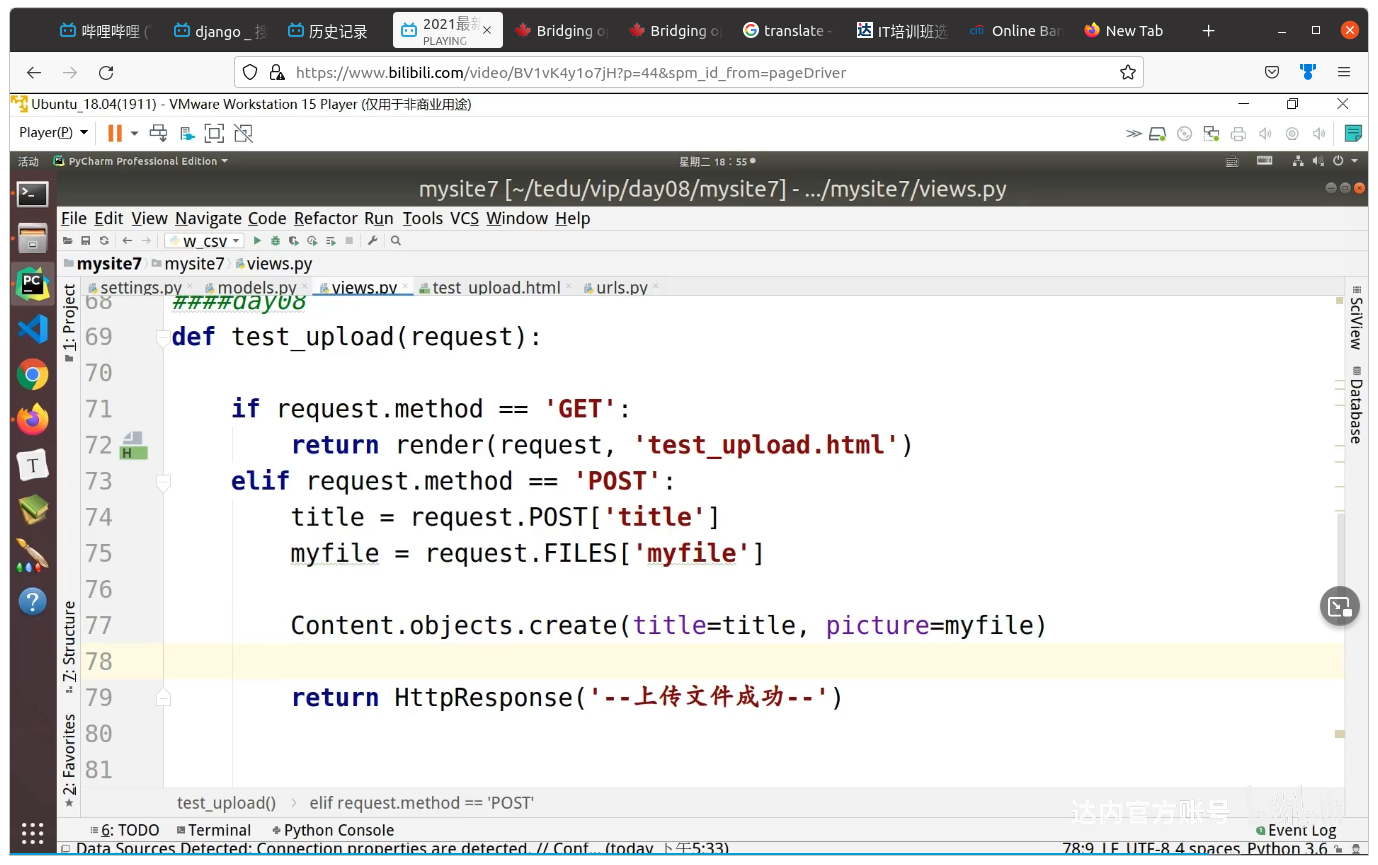 哔哩哔哩 (
django _ 搜
历史记录
2021最新
PLAYING
Bridging o
Bridging o
translate -
IT培训班选
Online Ban
New Tab
https://www.bilibili.com/video/BV1vK4y1o7jH?p=44&spm_id_from=pageDriver
Ubuntu_18.04(1911) - VMware Workstation 15 Player (仅用于非商业用途)
Player(P)
活动
PyCharm Professional Edition
星期二 18：55
mysite7 [~/tedu/vip/day08/mysite7] - .../mysite7/views.py
File Edit View Navigate Code Refactor Run Tools VCS Window Help
w_csv
mysite7 mysite7 views.py
settings.py models.py views.py test_upload.html urls.py
1: Project
SciView
Database
7: Structure
2: Favorites
68 ####day08
69 def test_upload(request):
70
71 if request.method == 'GET':
72 return render(request, 'test_upload.html')
73 elif request.method == 'POST':
74 title = request.POST['title']
75 myfile = request.FILES['myfile']
76
77 Content.objects.create(title=title, picture=myfile)
78
79 return HttpResponse('--上传文件成功--')
80
81
test_upload() › elif request.method == 'POST'
达内官方账号
6: TODO Terminal Python Console
Event Log
Data Sources Detected: Connection properties are detected. // Conf... (today 下午5:33)
78:9 LF UTF-8 4 spaces Python 3.6